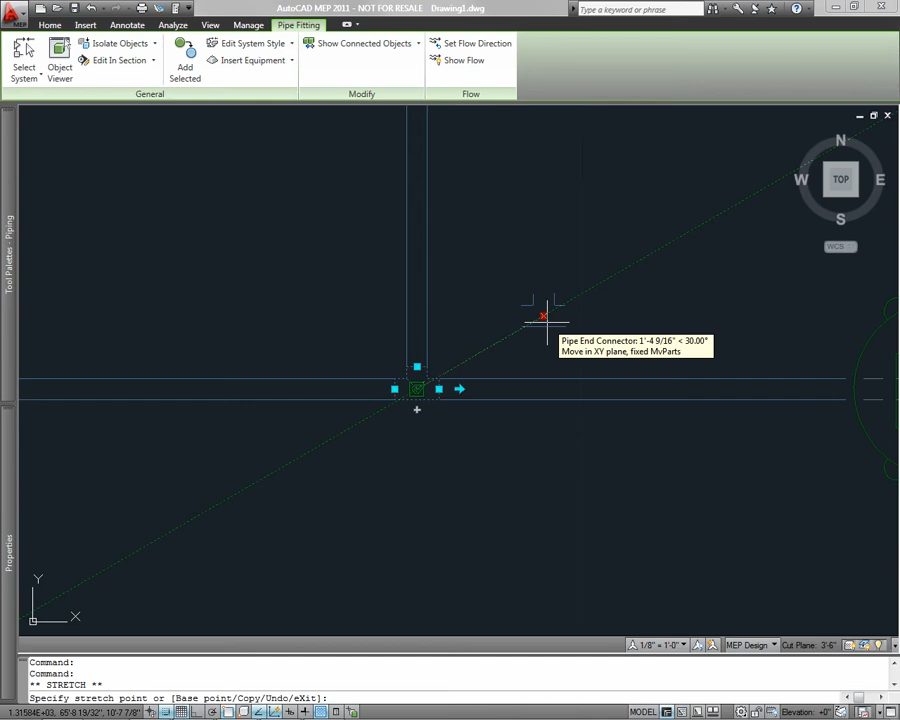 AutoCAD MEP 2011 - NOT FOR RESALE Drawing1.dwg
Type a keyword or phrase
MEP
Home Insert Annotate Analyze View Manage Pipe Fitting
Select System
Object Viewer
Isolate Objects
Edit In Section
Add Selected
Edit System Style
Insert Equipment
Show Connected Objects
Set Flow Direction
Show Flow
General Modify Flow
Tool Palettes - Piping
Properties
N
W TOP E
S
WCS
Pipe End Connector: 1'-4 9/16" < 30.00°
Move in XY plane, fixed MvParts
Y
X
1/8" = 1'-0" MEP Design Cut Plane: 3'-6"
Command:
Command:
** STRETCH **
Specify stretch point or [Base point/Copy/Undo/eXit]:
1.31584E+03, 65'-8 19/32", 10'-7 7/8" MODEL Elevation: +0"